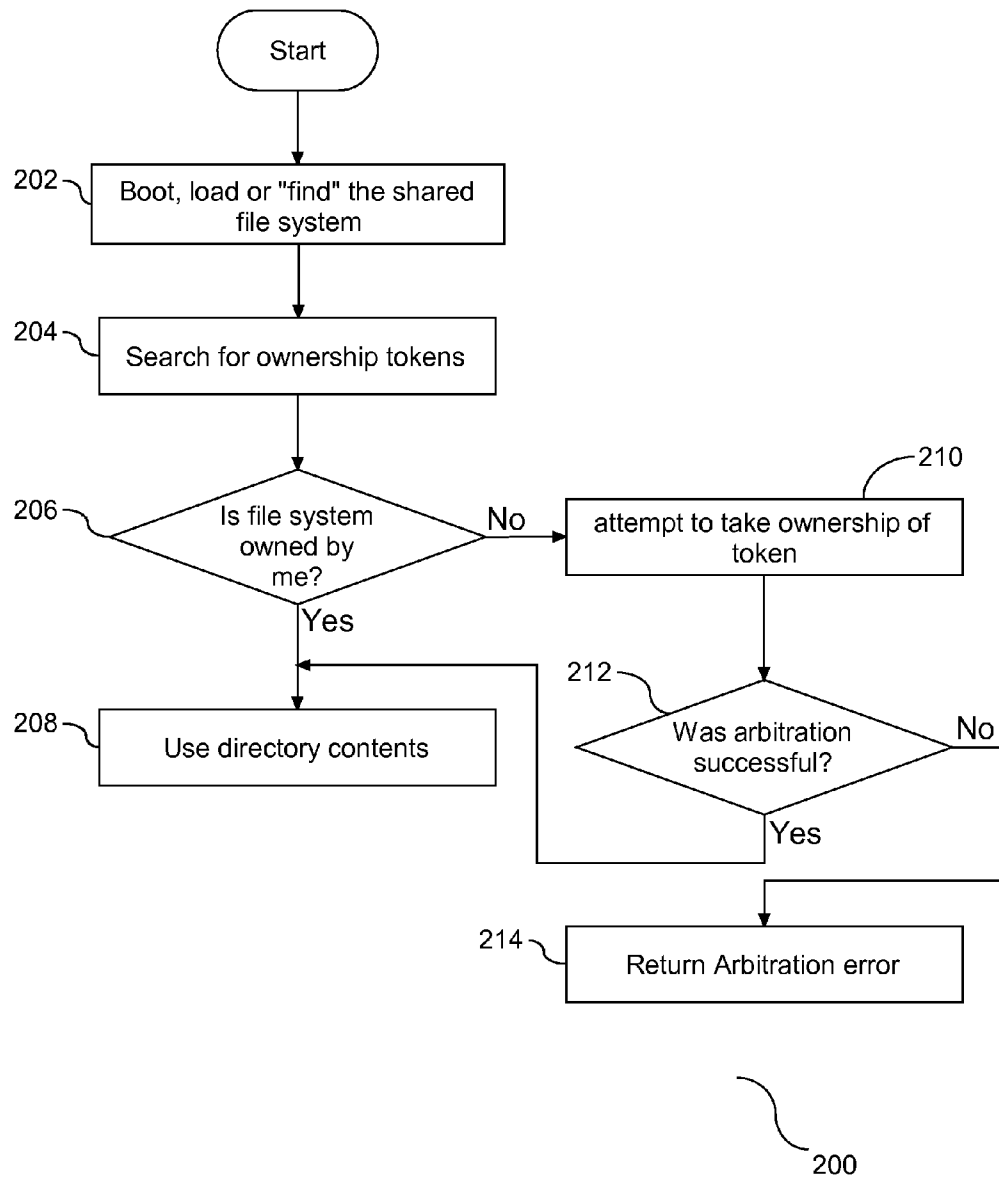 Start
202
Boot, load or "find" the shared
file system
204
Search for ownership tokens
210
206
Is file system
owned by
me?
No
attempt to take ownership of
token
Yes
212
Was arbitration
successful?
No
208
Use directory contents
Yes
214
Return Arbitration error
200